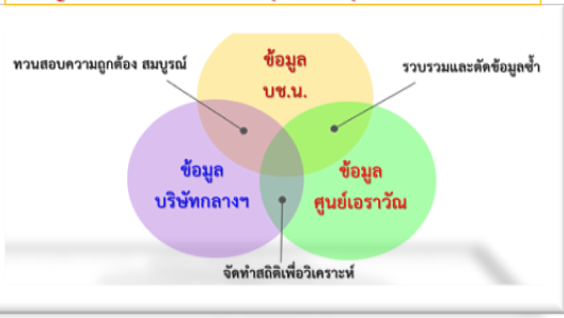 ข้อมูล
บช.น.
ทวนสอบความถูกต้อง สมบูรณ์
รวบรวมและตัดข้อมูลซ้ำ
ข้อมูล
บริษัทกลางฯ
ข้อมูล
ศูนย์เอราวัณ
จัดทำสถิติเพื่อวิเคราะห์